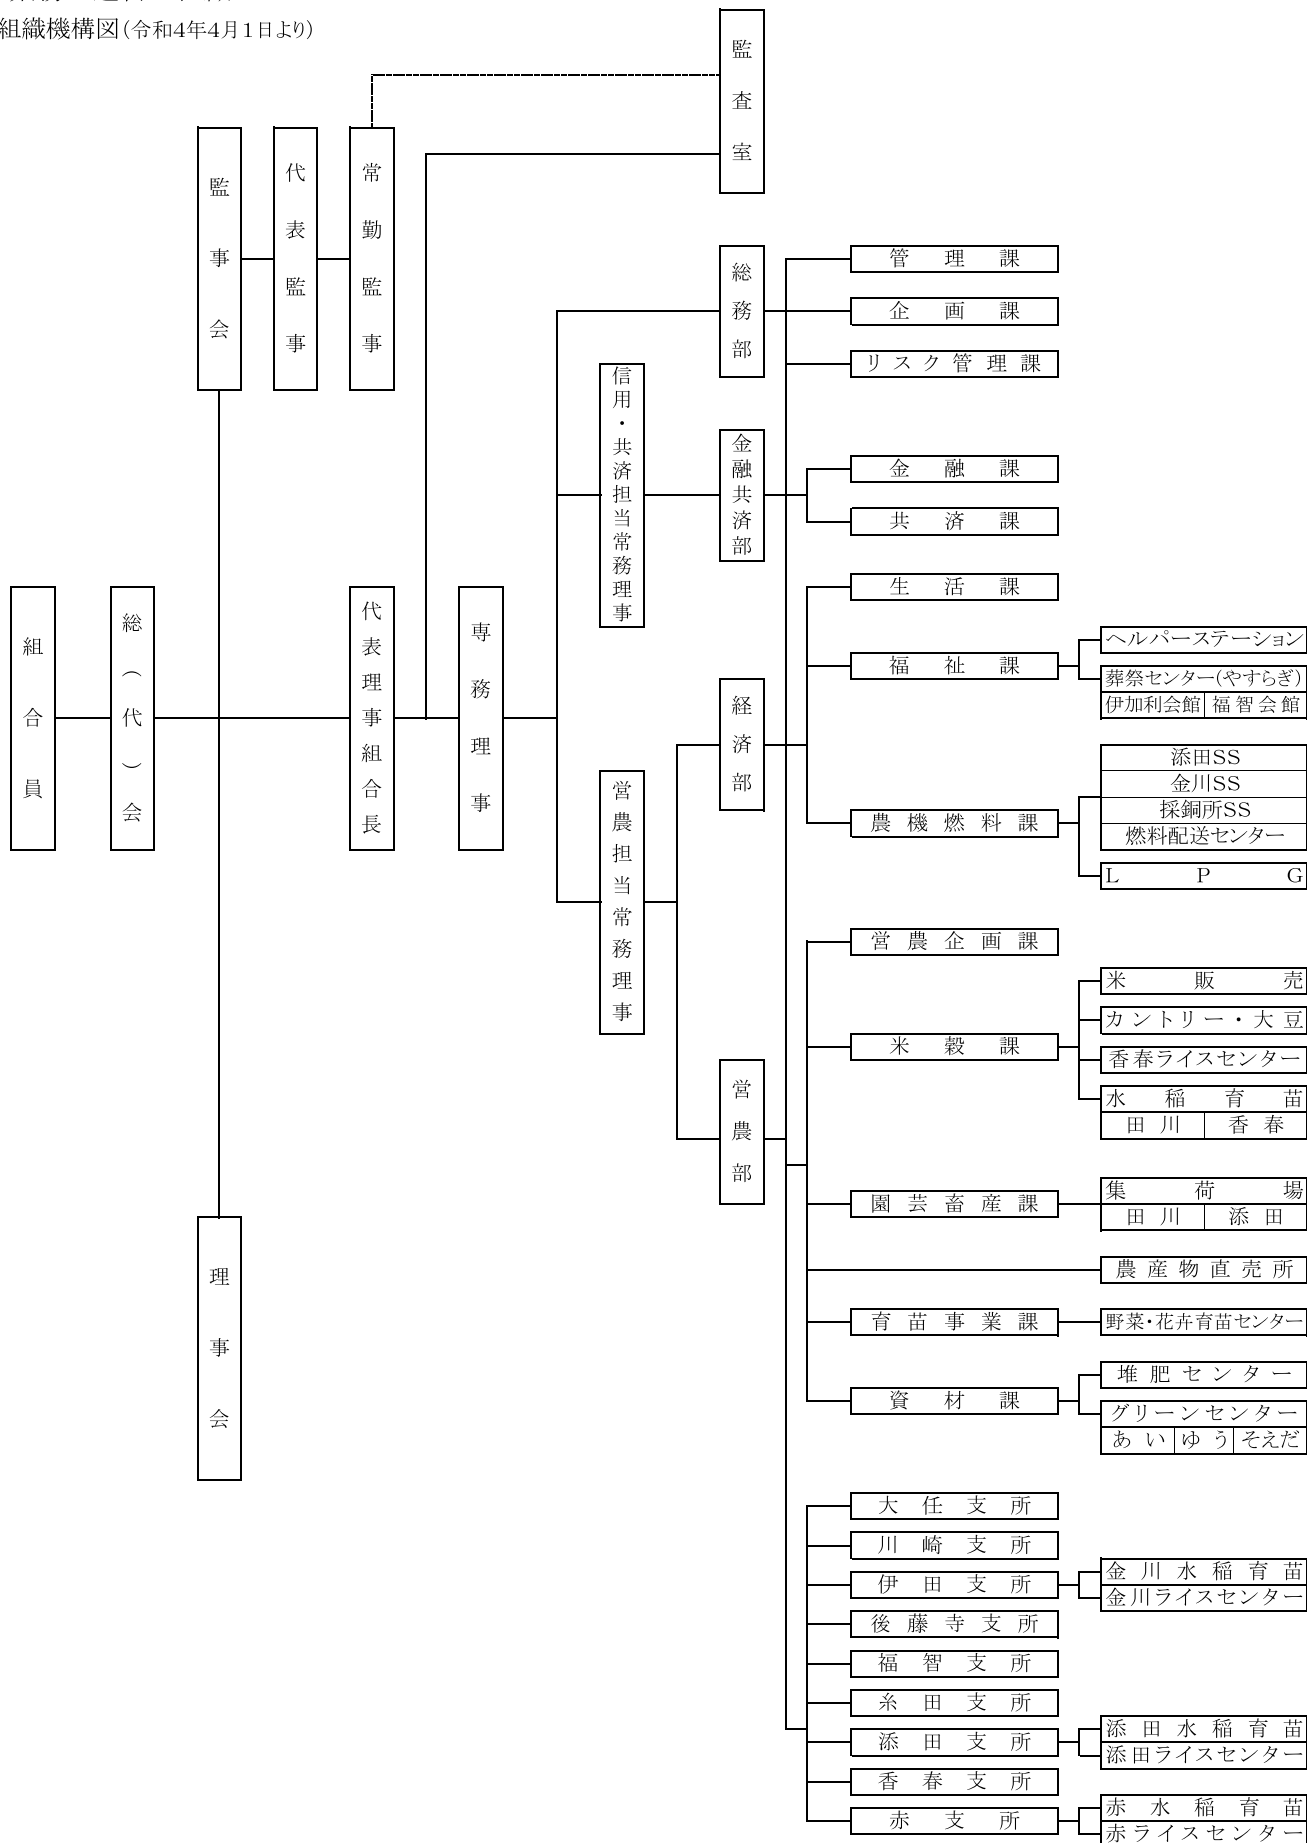 組織機構図(令和4年4月1日より)
監査室
監事会
代表監事
常勤監事
総務部
管理課
企画課
リスク管理課
信用・共済担当常務理事
金融共済部
金融課
共済課
組合員
総(代)会
代表理事組合長
専務理事
経済部
生活課
福祉課
ヘルパーステーション
葬祭センター(やすらぎ)
伊加利会館 福智会館
農機燃料課
添田SS
金川SS
採銅所SS
燃料配送センター
LPG
営農担当常務理事
営農部
営農企画課
米穀課
米販売
カントリー・大豆
香春ライスセンター
水稲育苗
田川 香春
園芸畜産課
集荷場
田川 添田
農産物直売所
育苗事業課
野菜・花卉育苗センター
資材課
堆肥センター
グリーンセンター
あい ゆう そえだ
理事会
大任支所
川崎支所
伊田支所
金川水稲育苗
金川ライスセンター
後藤寺支所
福智支所
糸田支所
添田支所
添田水稲育苗
添田ライスセンター
香春支所
赤支所
赤水稲育苗
赤ライスセンター